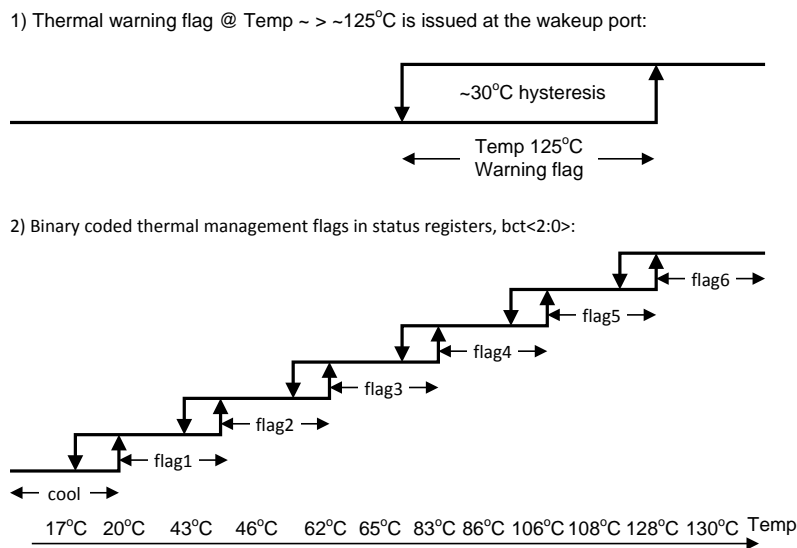 1) Thermal warning flag @ Temp ~ > ~125°C is issued at the wakeup port:
~30°C hysteresis
Temp 125°C
Warning flag
2) Binary coded thermal management flags in status registers, bct<2:0>:
flag6
flag5
flag4
flag3
flag2
flag1
cool
17°C 20°C 43°C 46°C 62°C 65°C 83°C 86°C 106°C 108°C 128°C 130°C Temp